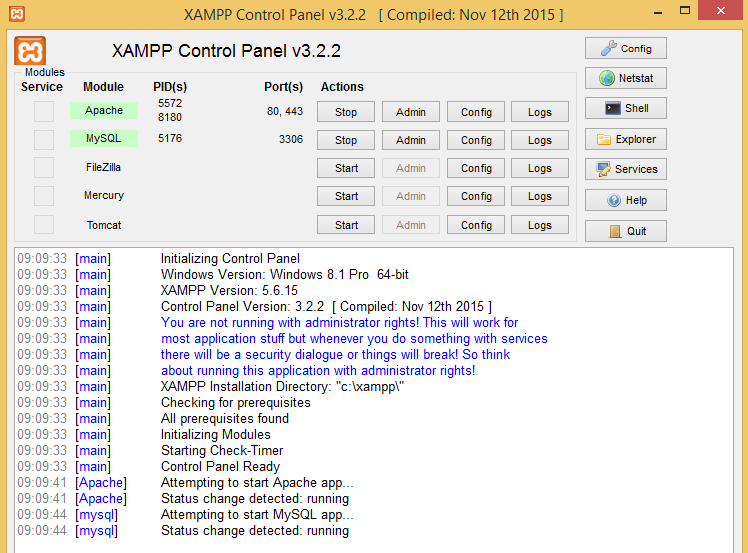 XAMPP Control Panel v3.2.2 [ Compiled: Nov 12th 2015 ]
XAMPP Control Panel v3.2.2
Config
Modules
Service Module PID(s) Port(s) Actions
Netstat
Apache 5572 8180 80, 443 Stop Admin Config Logs
Shell
MySQL 5176 3306 Stop Admin Config Logs
Explorer
FileZilla Start Admin Config Logs
Services
Mercury Start Admin Config Logs
Help
Tomcat Start Admin Config Logs
Quit
09:09:33 [main] Initializing Control Panel
09:09:33 [main] Windows Version: Windows 8.1 Pro 64-bit
09:09:33 [main] XAMPP Version: 5.6.15
09:09:33 [main] Control Panel Version: 3.2.2 [ Compiled: Nov 12th 2015 ]
09:09:33 [main] You are not running with administrator rights! This will work for
09:09:33 [main] most application stuff but whenever you do something with services
09:09:33 [main] there will be a security dialogue or things will break! So think
09:09:33 [main] about running this application with administrator rights!
09:09:33 [main] XAMPP Installation Directory: "c:\xampp\"
09:09:33 [main] Checking for prerequisites
09:09:33 [main] All prerequisites found
09:09:33 [main] Initializing Modules
09:09:33 [main] Starting Check-Timer
09:09:33 [main] Control Panel Ready
09:09:41 [Apache] Attempting to start Apache app...
09:09:41 [Apache] Status change detected: running
09:09:44 [mysql] Attempting to start MySQL app...
09:09:44 [mysql] Status change detected: running